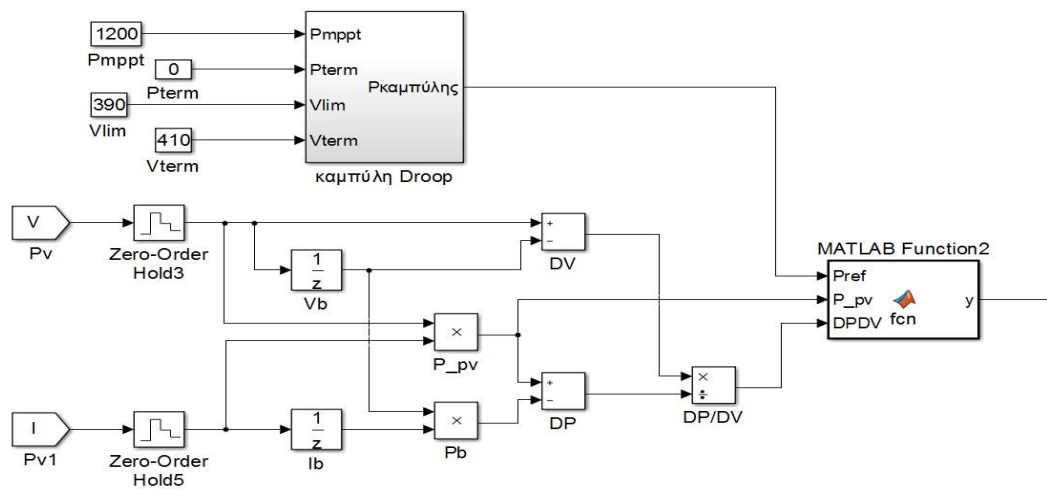 1200
Pmppt
0
Pterm
390
Vlim
410
Vterm
Pmppt
Pterm
Vlim
Vterm
Pκαμπύλης
καμπύλη Droop
V
Pv
Zero-Order
Hold3
1
z
Vb
+
−
DV
×
P_pv
I
Pv1
Zero-Order
Hold5
1
z
Ib
×
Pb
+
−
DP
×
÷
DP/DV
MATLAB Function2
Pref
P_pv
DPDV
fcn
y